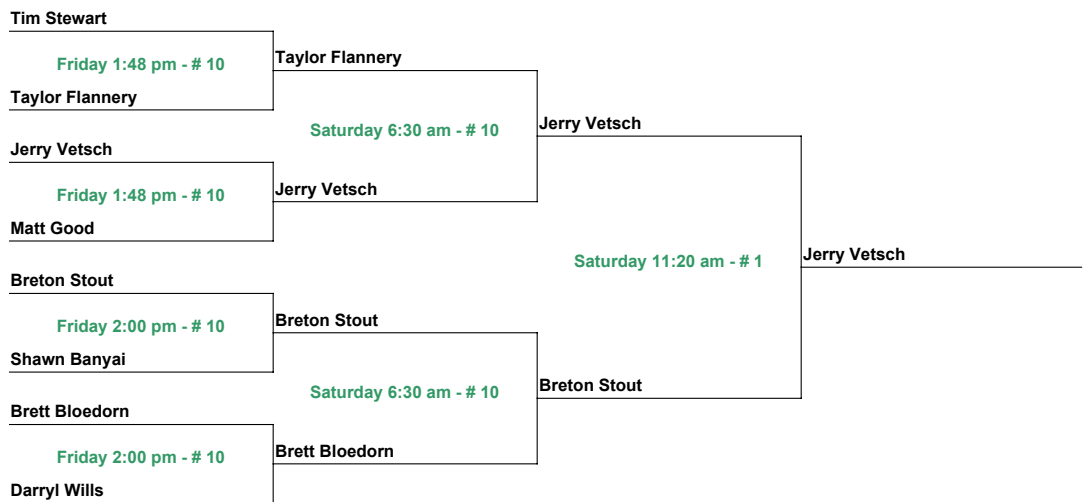 Tim Stewart
Friday 1:48 pm - # 10
Taylor Flannery
Taylor Flannery
Saturday 6:30 am - # 10
Jerry Vetsch
Jerry Vetsch
Friday 1:48 pm - # 10
Jerry Vetsch
Matt Good
Saturday 11:20 am - # 1
Jerry Vetsch
Breton Stout
Friday 2:00 pm - # 10
Breton Stout
Shawn Banyai
Saturday 6:30 am - # 10
Breton Stout
Brett Bloedorn
Friday 2:00 pm - # 10
Brett Bloedorn
Darryl Wills